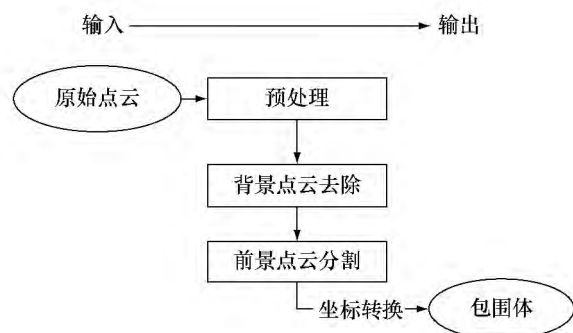 输入 输出
原始点云
预处理
背景点云去除
前景点云分割
坐标转换
包围体